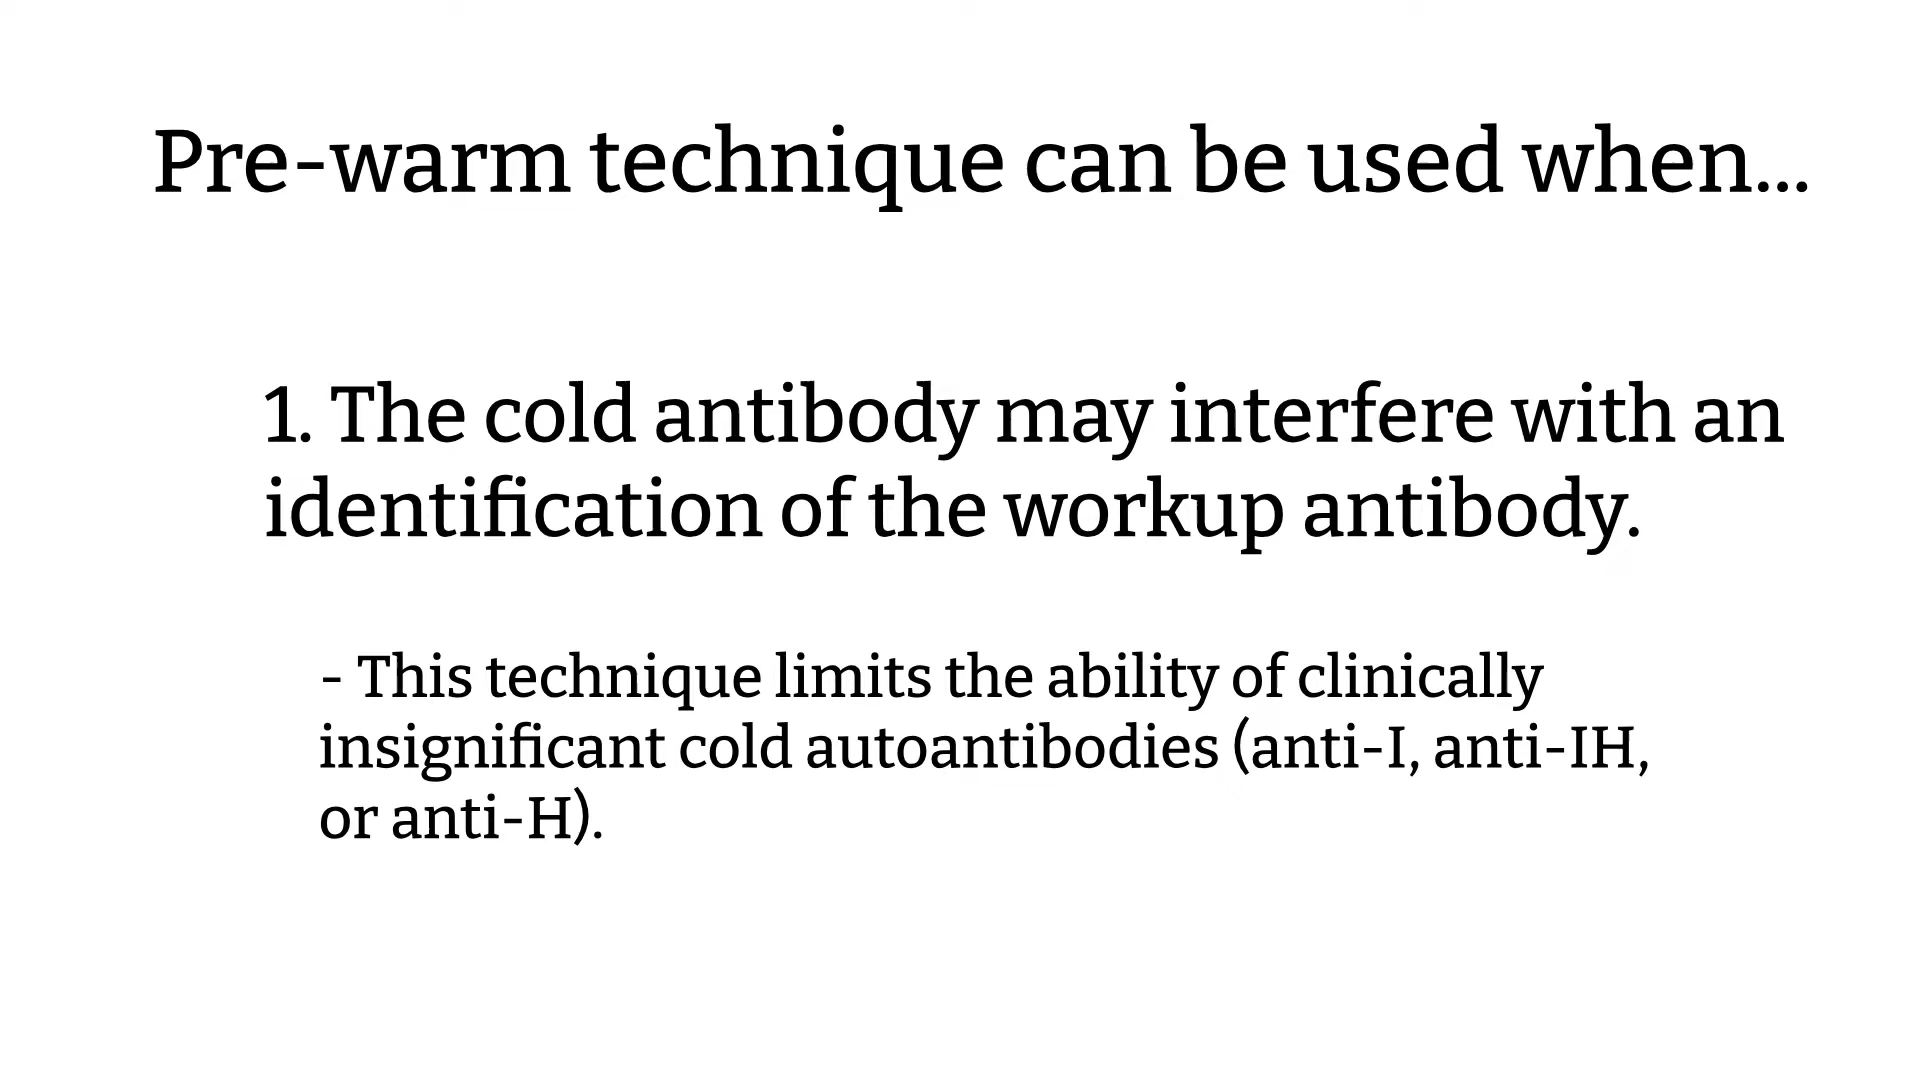 Pre-warm technique can be used when...
1. The cold antibody may interfere with an
identification of the workup antibody.
- This technique limits the ability of clinically
insignificant cold autoantibodies (anti-I, anti-IH,
or anti-H).